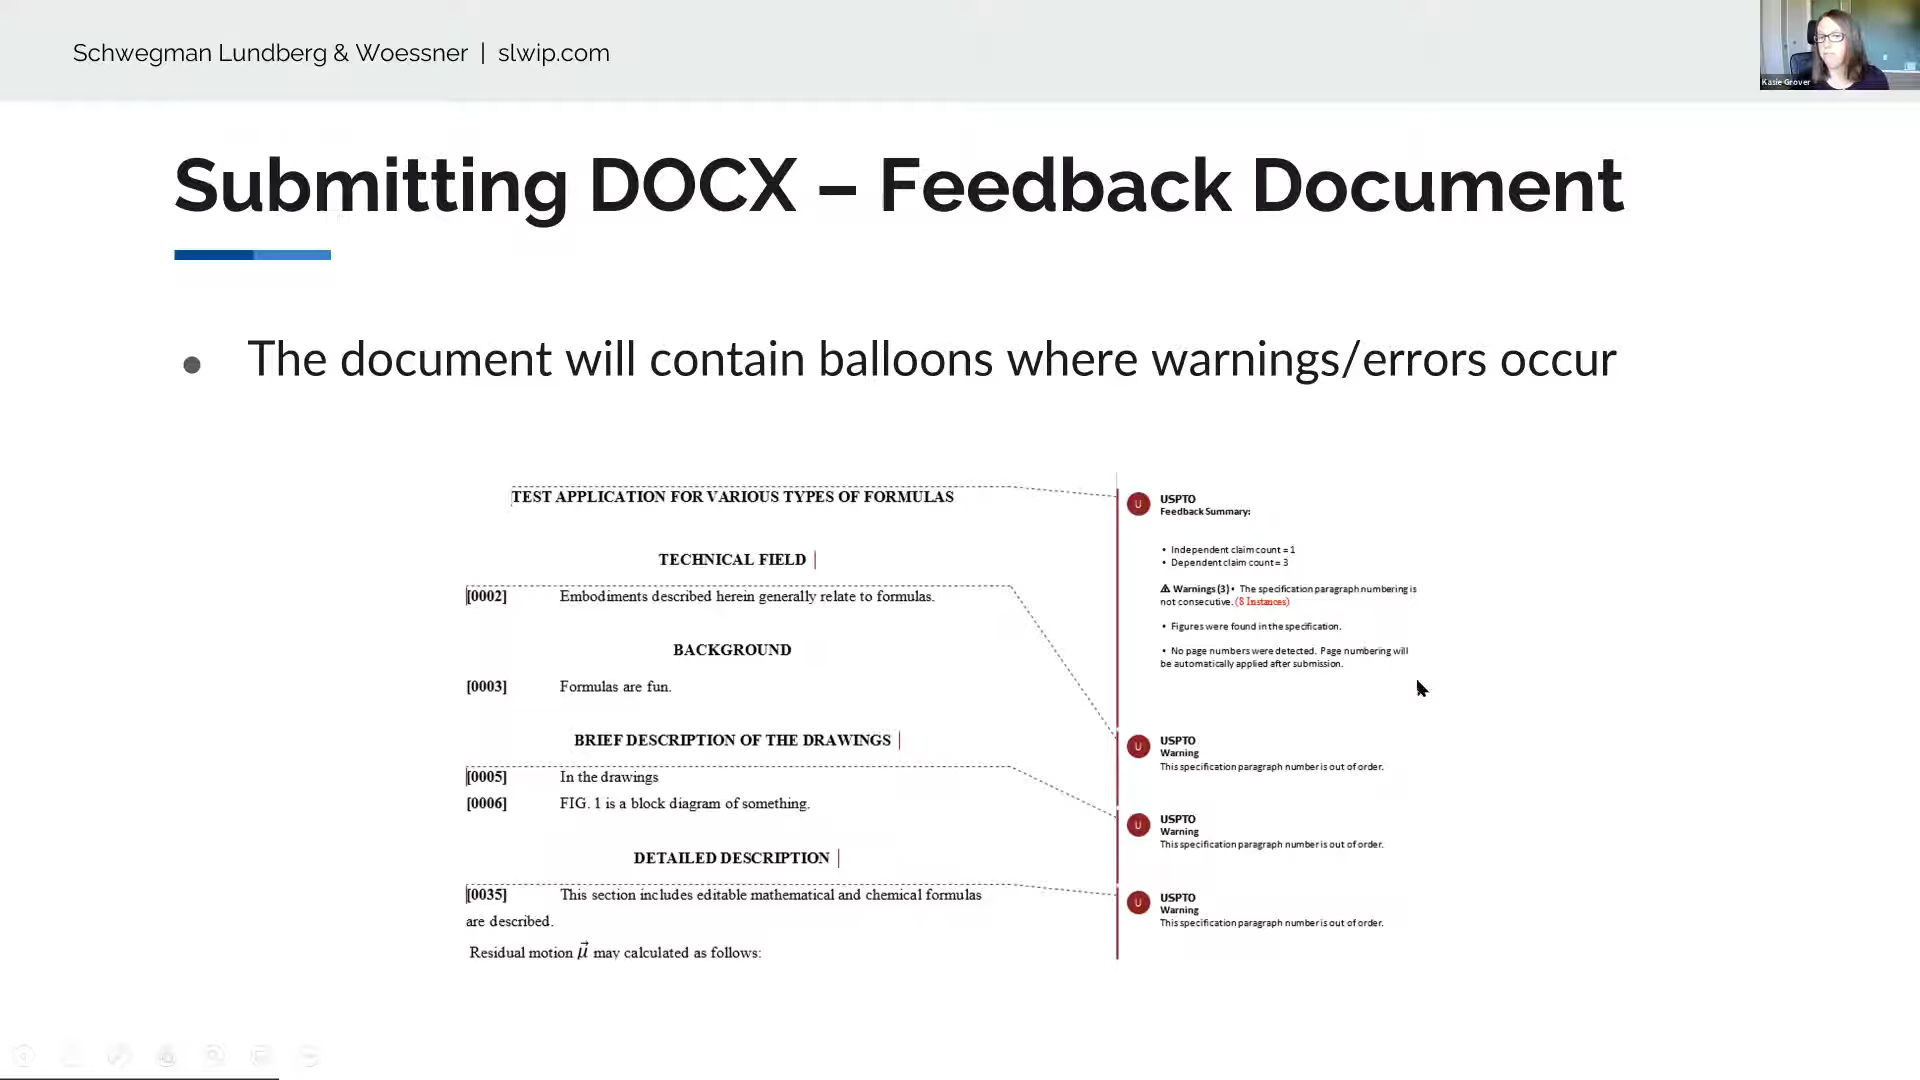 Schwegman Lundberg & Woessner | slwip.com
Kasie Grover
Submitting DOCX – Feedback Document
● The document will contain balloons where warnings/errors occur
TEST APPLICATION FOR VARIOUS TYPES OF FORMULAS
TECHNICAL FIELD
[0002] Embodiments described herein generally relate to formulas.
BACKGROUND
[0003] Formulas are fun.
BRIEF DESCRIPTION OF THE DRAWINGS
[0005] In the drawings
[0006] FIG. 1 is a block diagram of something.
DETAILED DESCRIPTION
[0035] This section includes editable mathematical and chemical formulas
are described.
Residual motion μ⃗ may calculated as follows:
U USPTO
Feedback Summary:
• Independent claim count = 1
• Dependent claim count = 3
⚠ Warnings (3) • The specification paragraph numbering is
not consecutive. (8 Instances)
• Figures were found in the specification.
• No page numbers were detected. Page numbering will
be automatically applied after submission.
U USPTO
Warning
This specification paragraph number is out of order.
U USPTO
Warning
This specification paragraph number is out of order.
U USPTO
Warning
This specification paragraph number is out of order.